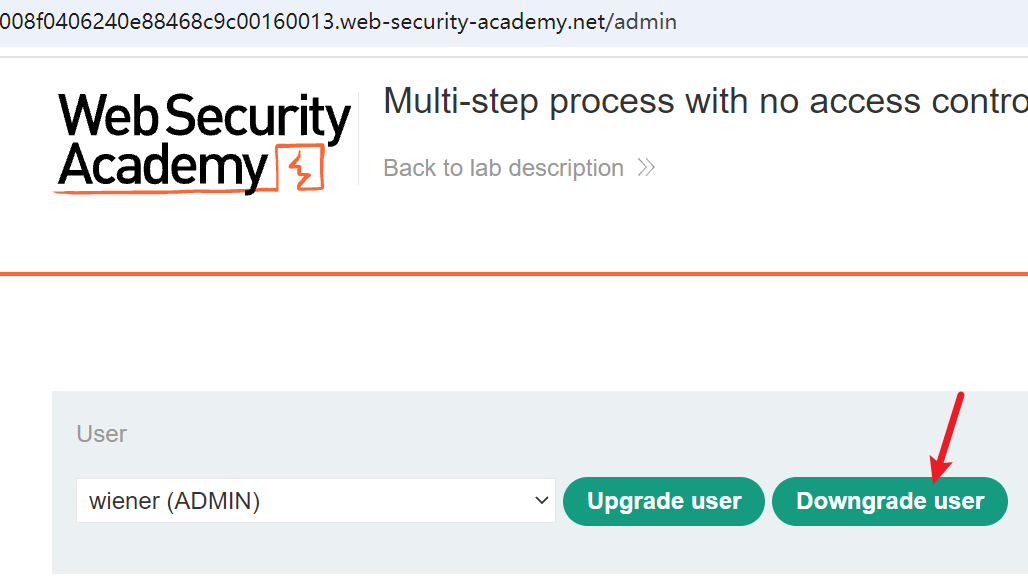 008f0406240e88468c9c00160013.web-security-academy.net/admin
Web Security
Academy
Multi-step process with no access contro
Back to lab description
User
wiener (ADMIN)
Upgrade user
Downgrade user